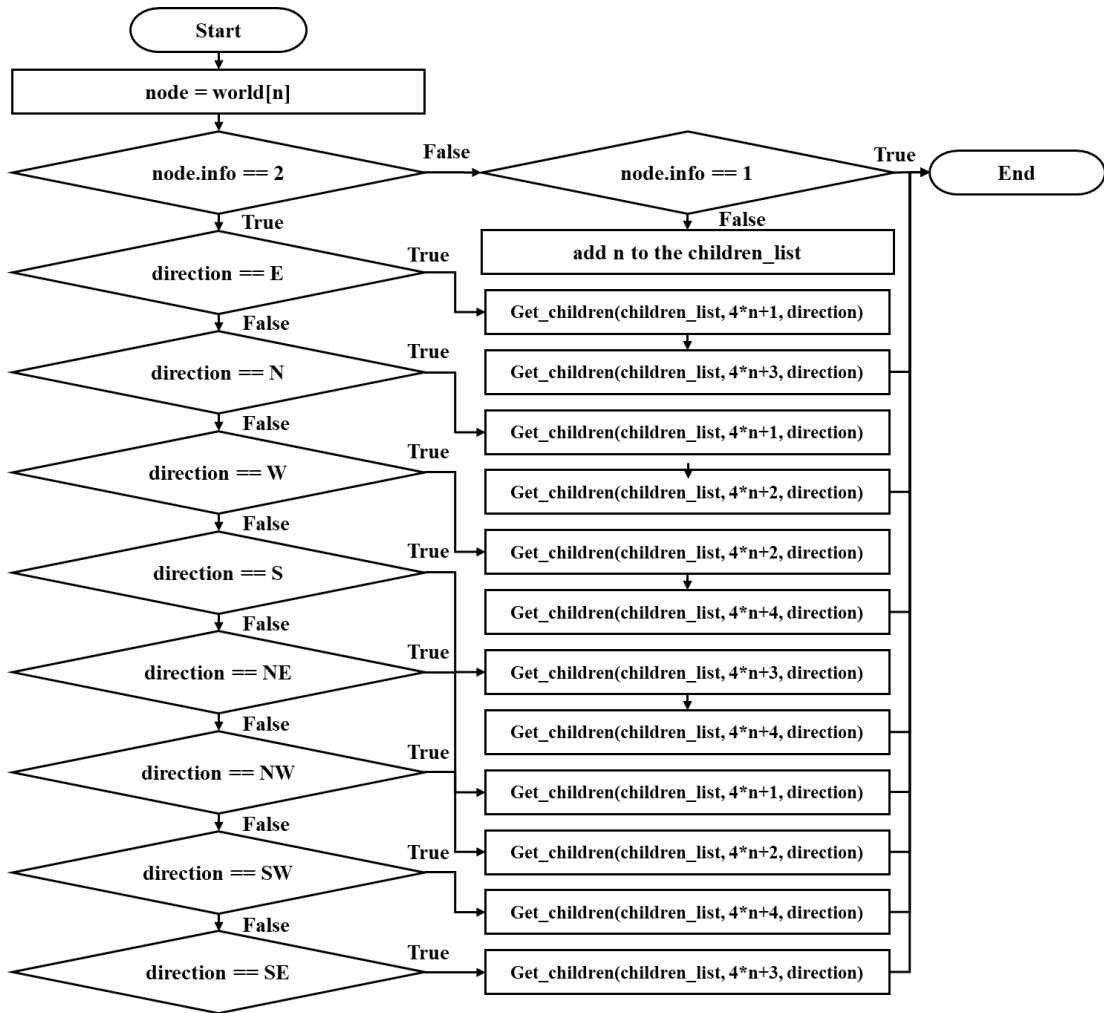 Start
node = world[n]
node.info == 2
False
node.info == 1
True
End
True
False
add n to the children_list
direction == E
True
Get_children(children_list, 4*n+1, direction)
False
Get_children(children_list, 4*n+3, direction)
direction == N
True
Get_children(children_list, 4*n+1, direction)
False
Get_children(children_list, 4*n+2, direction)
direction == W
True
Get_children(children_list, 4*n+2, direction)
False
Get_children(children_list, 4*n+4, direction)
direction == S
True
Get_children(children_list, 4*n+3, direction)
False
Get_children(children_list, 4*n+4, direction)
direction == NE
True
Get_children(children_list, 4*n+1, direction)
False
direction == NW
True
Get_children(children_list, 4*n+2, direction)
False
direction == SW
True
Get_children(children_list, 4*n+4, direction)
False
direction == SE
True
Get_children(children_list, 4*n+3, direction)